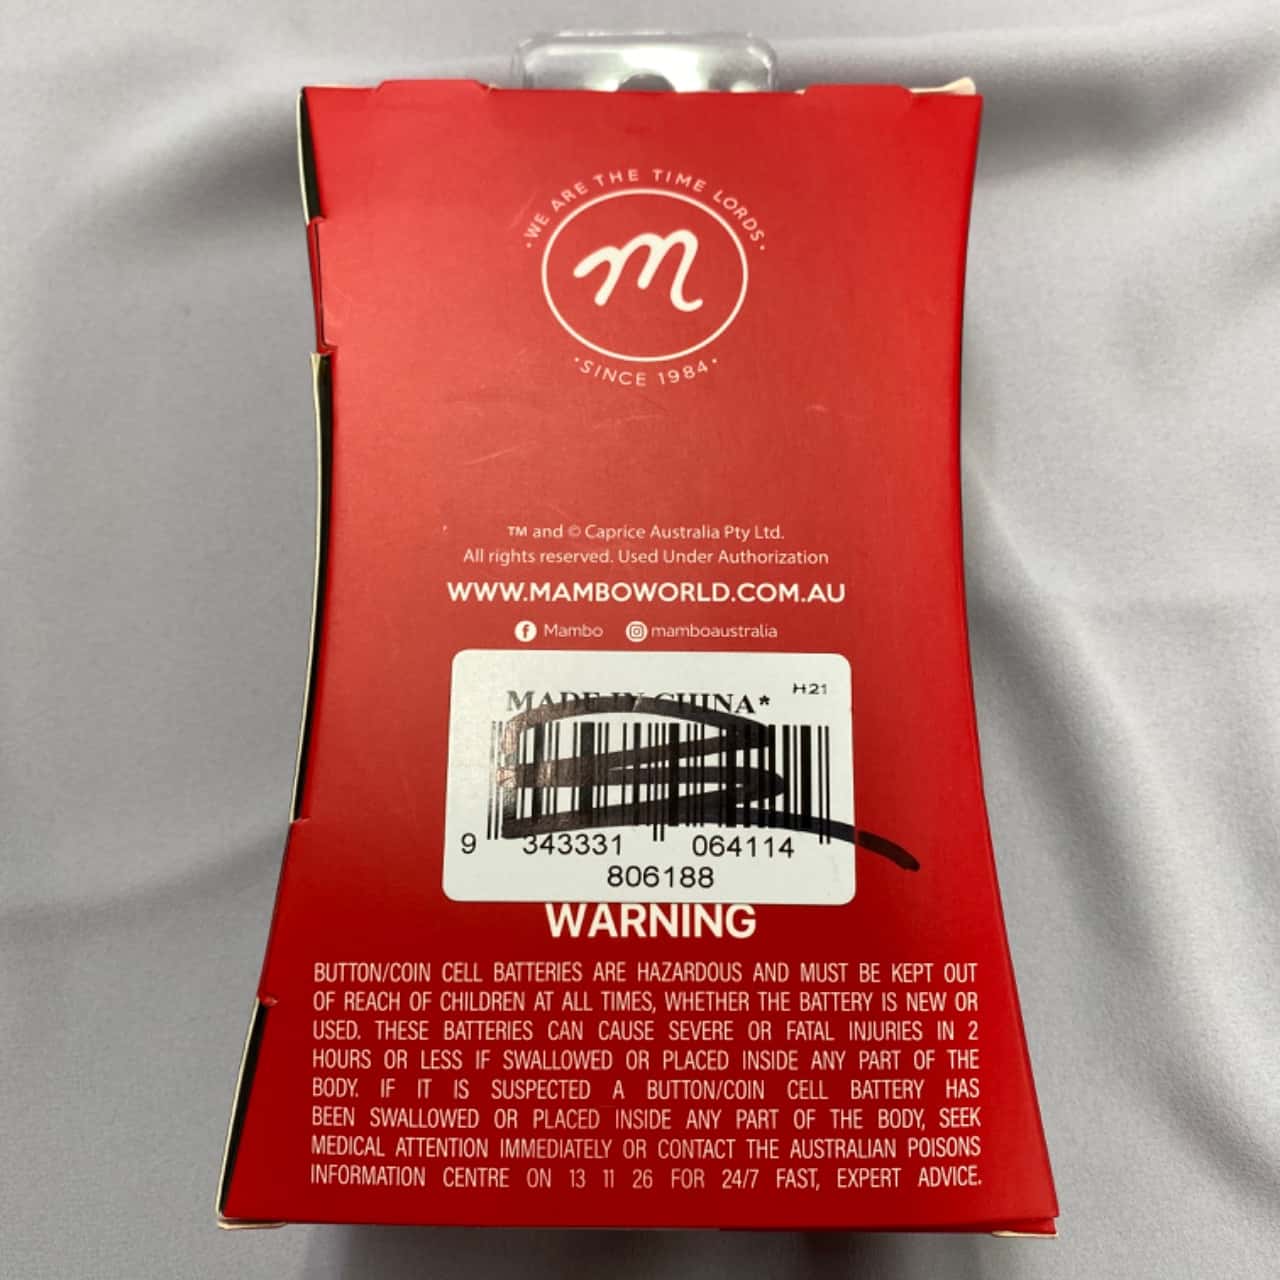 ·WE ARE THE TIME LORDS·
m
·SINCE 1984·
TM and © Caprice Australia Pty Ltd.
All rights reserved. Used Under Authorization
WWW.MAMBOWORLD.COM.AU
Mambo mamboaustralia
MADE IN CHINA* H21
9 343331 064114
806188
WARNING
BUTTON/COIN CELL BATTERIES ARE HAZARDOUS AND MUST BE KEPT OUT
OF REACH OF CHILDREN AT ALL TIMES, WHETHER THE BATTERY IS NEW OR
USED. THESE BATTERIES CAN CAUSE SEVERE OR FATAL INJURIES IN 2
HOURS OR LESS IF SWALLOWED OR PLACED INSIDE ANY PART OF THE
BODY. IF IT IS SUSPECTED A BUTTON/COIN CELL BATTERY HAS
BEEN SWALLOWED OR PLACED INSIDE ANY PART OF THE BODY, SEEK
MEDICAL ATTENTION IMMEDIATELY OR CONTACT THE AUSTRALIAN POISONS
INFORMATION CENTRE ON 13 11 26 FOR 24/7 FAST, EXPERT ADVICE.